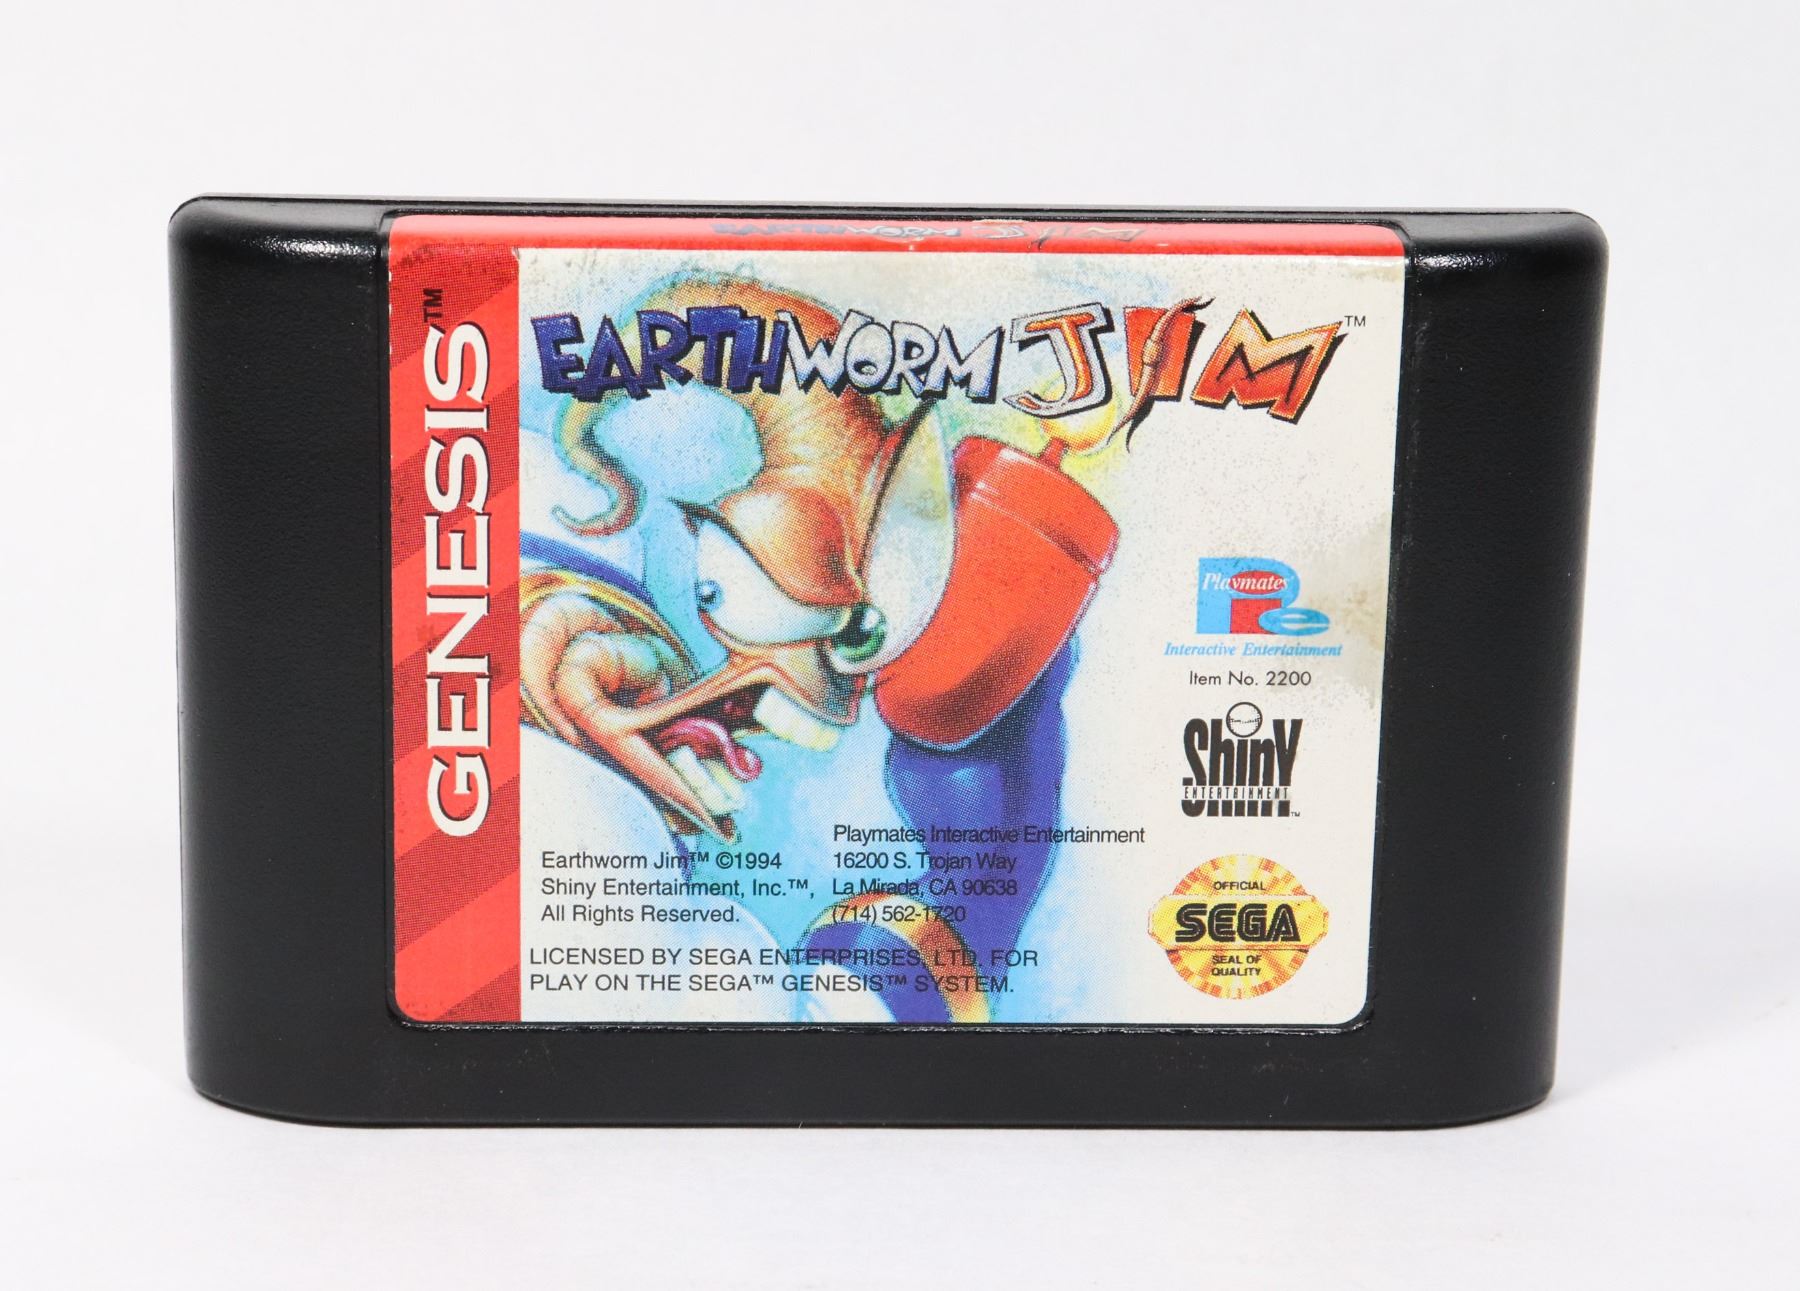 EARTHWORM JIM
GENESIS™
EARTHWORM JIM™
Playmates
Interactive Entertainment
Item No. 2200
Shiny
ENTERTAINMENT™
Earthworm Jim™ ©1994
Shiny Entertainment, Inc.™,
All Rights Reserved.
Playmates Interactive Entertainment
16200 S. Trojan Way
La Mirada, CA 90638
(714) 562-1720
LICENSED BY SEGA ENTERPRISES, LTD. FOR
PLAY ON THE SEGA™ GENESIS™ SYSTEM.
OFFICIAL
SEGA
SEAL OF
QUALITY